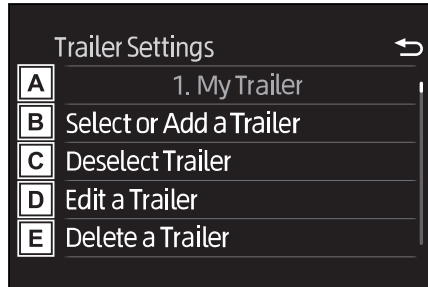 Trailer Settings
A 1. My Trailer
B Select or Add a Trailer
C Deselect Trailer
D Edit a Trailer
E Delete a Trailer